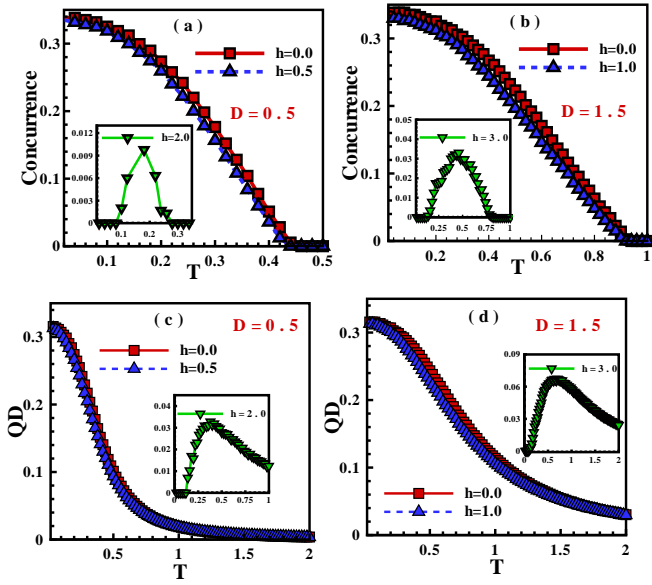 ( a )
h=0.0
h=0.5
D = 0 . 5
Concurrence
0.3
0.2
0.1
0
0.012
0.009
0.006
0.003
0.000
h=2.0
0.1 0.2 0.3
0.1 0.2 0.3 0.4 0.5
T
( b )
h=0.0
h=1.0
D = 1 . 5
Concurrence
0.3
0.2
0.1
0
0.05
0.04
0.03
0.02
0.01
0.00
h = 3 . 0
0.25 0.5 0.75 1
0.2 0.4 0.6 0.8 1
T
( c )
D = 0 . 5
h=0.0
h=0.5
QD
0.3
0.2
0.1
0
0.04
0.03
0.02
0.01
0
h = 2 . 0
0 0.25 0.5 0.75 1
0.5 1 1.5 2
T
( d )
D = 1 . 5
QD
0.3
0.2
0.1
0
0.09
0.06
0.03
0.00
h = 3 . 0
0 0.5 1 1.5 2
h=0.0
h=1.0
0.5 1 1.5 2
T